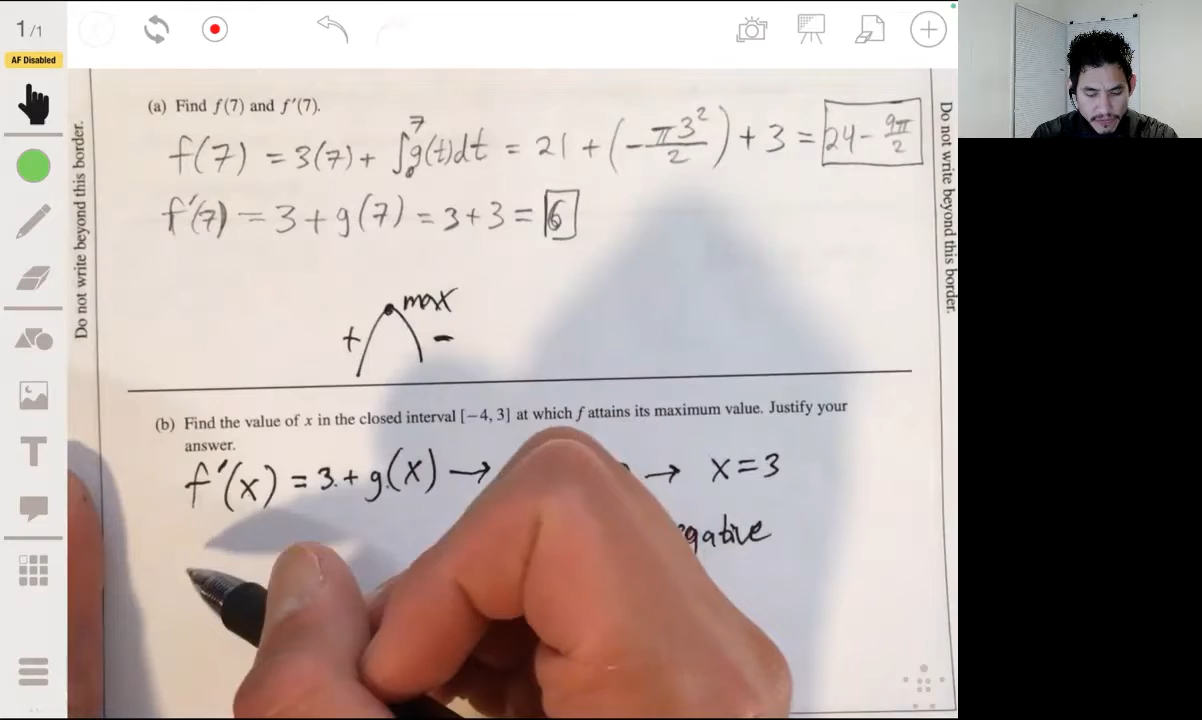 1/1
AF Disabled
(a) Find f(7) and f′(7).
f(7) = 3(7) + ∫₀⁷ g(t)dt = 21 + (-π3²/2) + 3 = 24 - 9π/2
f'(7) = 3 + g(7) = 3 + 3 = 6
max
+ -
(b) Find the value of x in the closed interval [−4, 3] at which f attains its maximum value. Justify your
answer.
f'(x) = 3 + g(x) → → x = 3
T
Do not write beyond this border.
Do not write beyond this border.